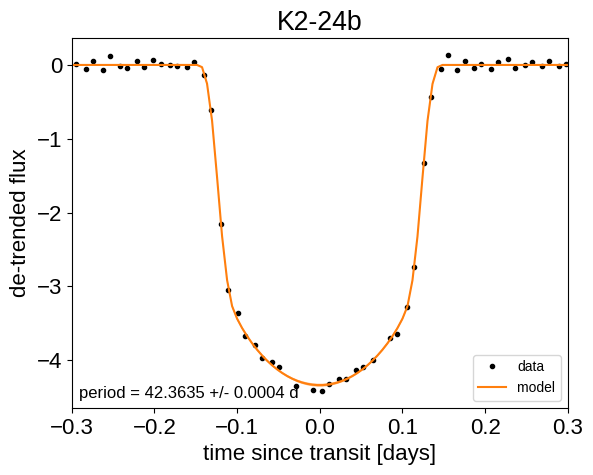 K2-24b
de-trended flux
0
−1
−2
−3
−4
period = 42.3635 +/- 0.0004 d
data
model
−0.3 −0.2 −0.1 0.0 0.1 0.2 0.3
time since transit [days]